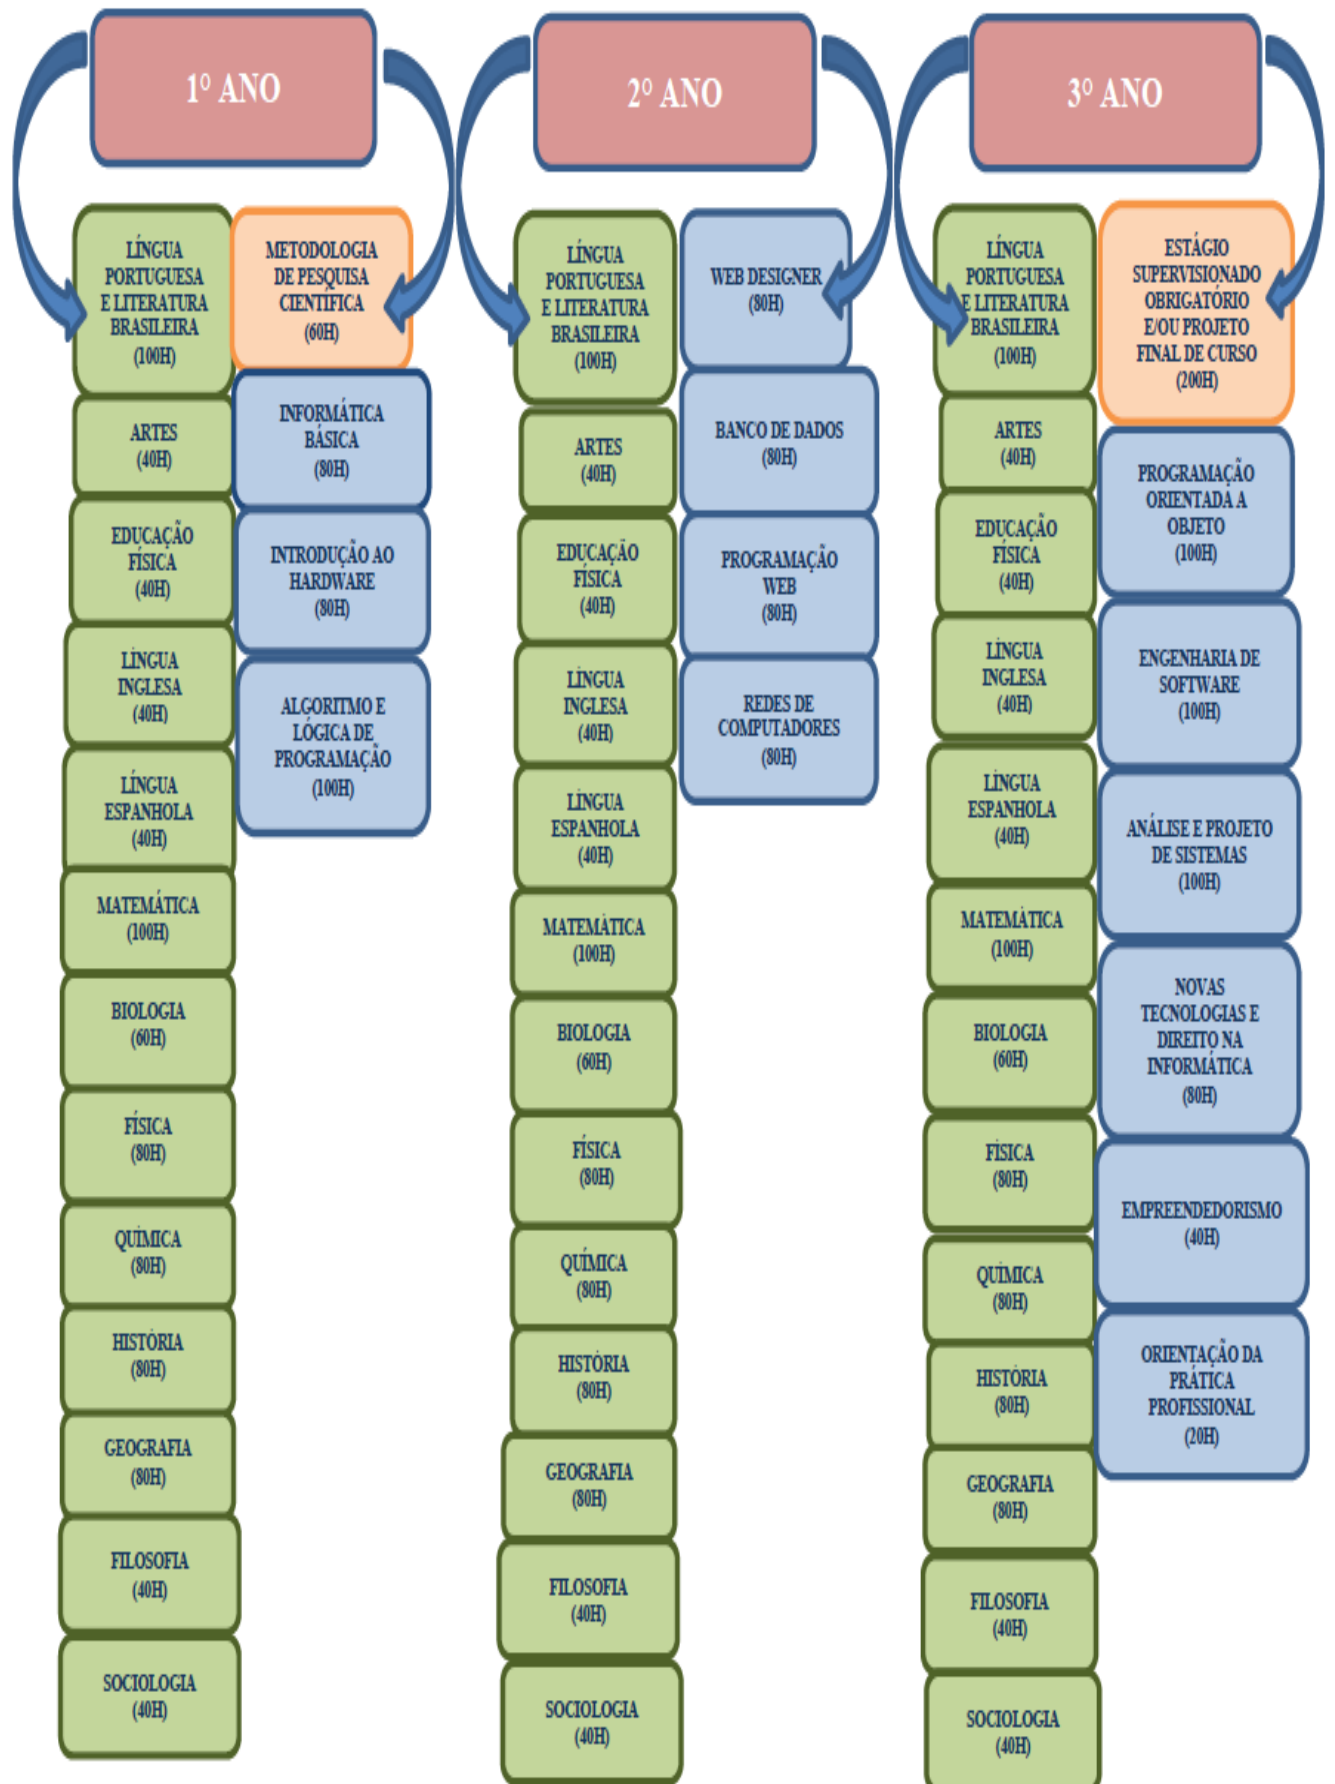 1º ANO
LÍNGUA
PORTUGUESA
E LITERATURA
BRASILEIRA
(100H)
ARTES
(40H)
EDUCAÇÃO
FÍSICA
(40H)
LÍNGUA
INGLESA
(40H)
LÍNGUA
ESPANHOLA
(40H)
MATEMÁTICA
(100H)
BIOLOGIA
(60H)
FÍSICA
(80H)
QUÍMICA
(80H)
HISTÓRIA
(80H)
GEOGRAFIA
(80H)
FILOSOFIA
(40H)
SOCIOLOGIA
(40H)
METODOLOGIA
DE PESQUISA
CIENTÍFICA
(60H)
INFORMÁTICA
BÁSICA
(80H)
INTRODUÇÃO AO
HARDWARE
(80H)
ALGORITMO E
LÓGICA DE
PROGRAMAÇÃO
(100H)
2º ANO
LÍNGUA
PORTUGUESA
E LITERATURA
BRASILEIRA
(100H)
ARTES
(40H)
EDUCAÇÃO
FÍSICA
(40H)
LÍNGUA
INGLESA
(40H)
LÍNGUA
ESPANHOLA
(40H)
MATEMÁTICA
(100H)
BIOLOGIA
(60H)
FÍSICA
(80H)
QUÍMICA
(80H)
HISTÓRIA
(80H)
GEOGRAFIA
(80H)
FILOSOFIA
(40H)
SOCIOLOGIA
(40H)
WEB DESIGNER
(80H)
BANCO DE DADOS
(80H)
PROGRAMAÇÃO
WEB
(80H)
REDES DE
COMPUTADORES
(80H)
3º ANO
LÍNGUA
PORTUGUESA
E LITERATURA
BRASILEIRA
(100H)
ARTES
(40H)
EDUCAÇÃO
FÍSICA
(40H)
LÍNGUA
INGLESA
(40H)
LÍNGUA
ESPANHOLA
(40H)
MATEMÁTICA
(100H)
BIOLOGIA
(60H)
FÍSICA
(80H)
QUÍMICA
(80H)
HISTÓRIA
(80H)
GEOGRAFIA
(80H)
FILOSOFIA
(40H)
SOCIOLOGIA
(40H)
ESTÁGIO
SUPERVISIONADO
OBRIGATÓRIO
E/OU PROJETO
FINAL DE CURSO
(200H)
PROGRAMAÇÃO
ORIENTADA A
OBJETO
(100H)
ENGENHARIA DE
SOFTWARE
(100H)
ANÁLISE E PROJETO
DE SISTEMAS
(100H)
NOVAS
TECNOLOGIAS E
DIREITO NA
INFORMÁTICA
(80H)
EMPREENDEDORISMO
(40H)
ORIENTAÇÃO DA
PRÁTICA
PROFISSIONAL
(20H)